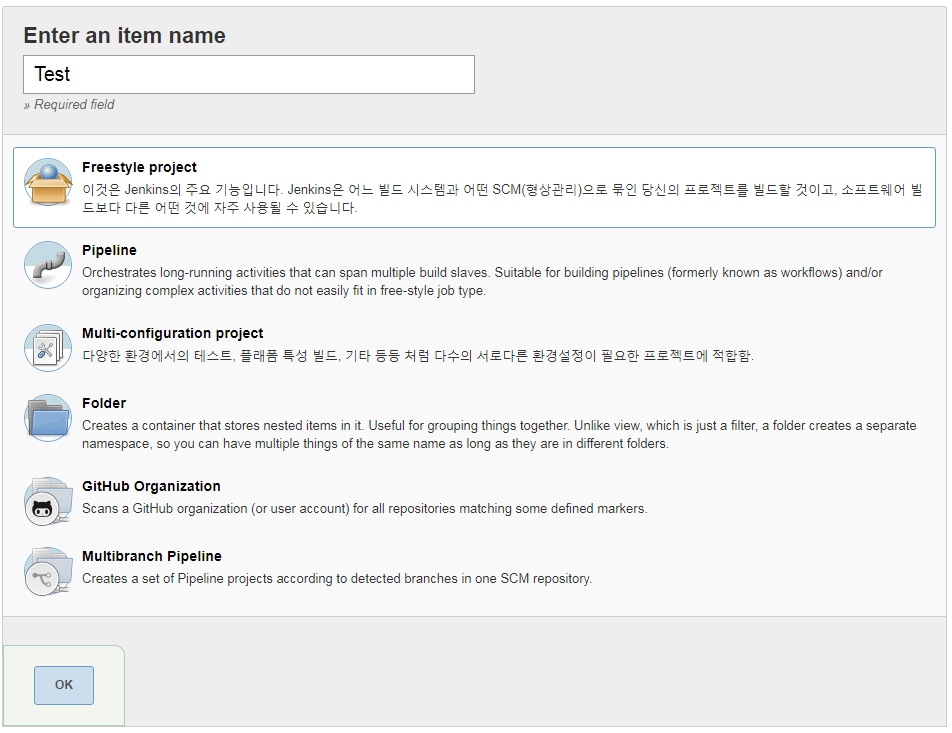 Enter an item name
Test
» Required field
Freestyle project
이것은 Jenkins의 주요 기능입니다. Jenkins은 어느 빌드 시스템과 어떤 SCM(형상관리)으로 묶인 당신의 프로젝트를 빌드할 것이고, 소프트웨어 빌
드보다 다른 어떤 것에 자주 사용될 수 있습니다.
Pipeline
Orchestrates long-running activities that can span multiple build slaves. Suitable for building pipelines (formerly known as workflows) and/or
organizing complex activities that do not easily fit in free-style job type.
Multi-configuration project
다양한 환경에서의 테스트, 플래폼 특성 빌드, 기타 등등 처럼 다수의 서로다른 환경설정이 필요한 프로젝트에 적합함.
Folder
Creates a container that stores nested items in it. Useful for grouping things together. Unlike view, which is just a filter, a folder creates a separate
namespace, so you can have multiple things of the same name as long as they are in different folders.
GitHub Organization
Scans a GitHub organization (or user account) for all repositories matching some defined markers.
Multibranch Pipeline
Creates a set of Pipeline projects according to detected branches in one SCM repository.
OK